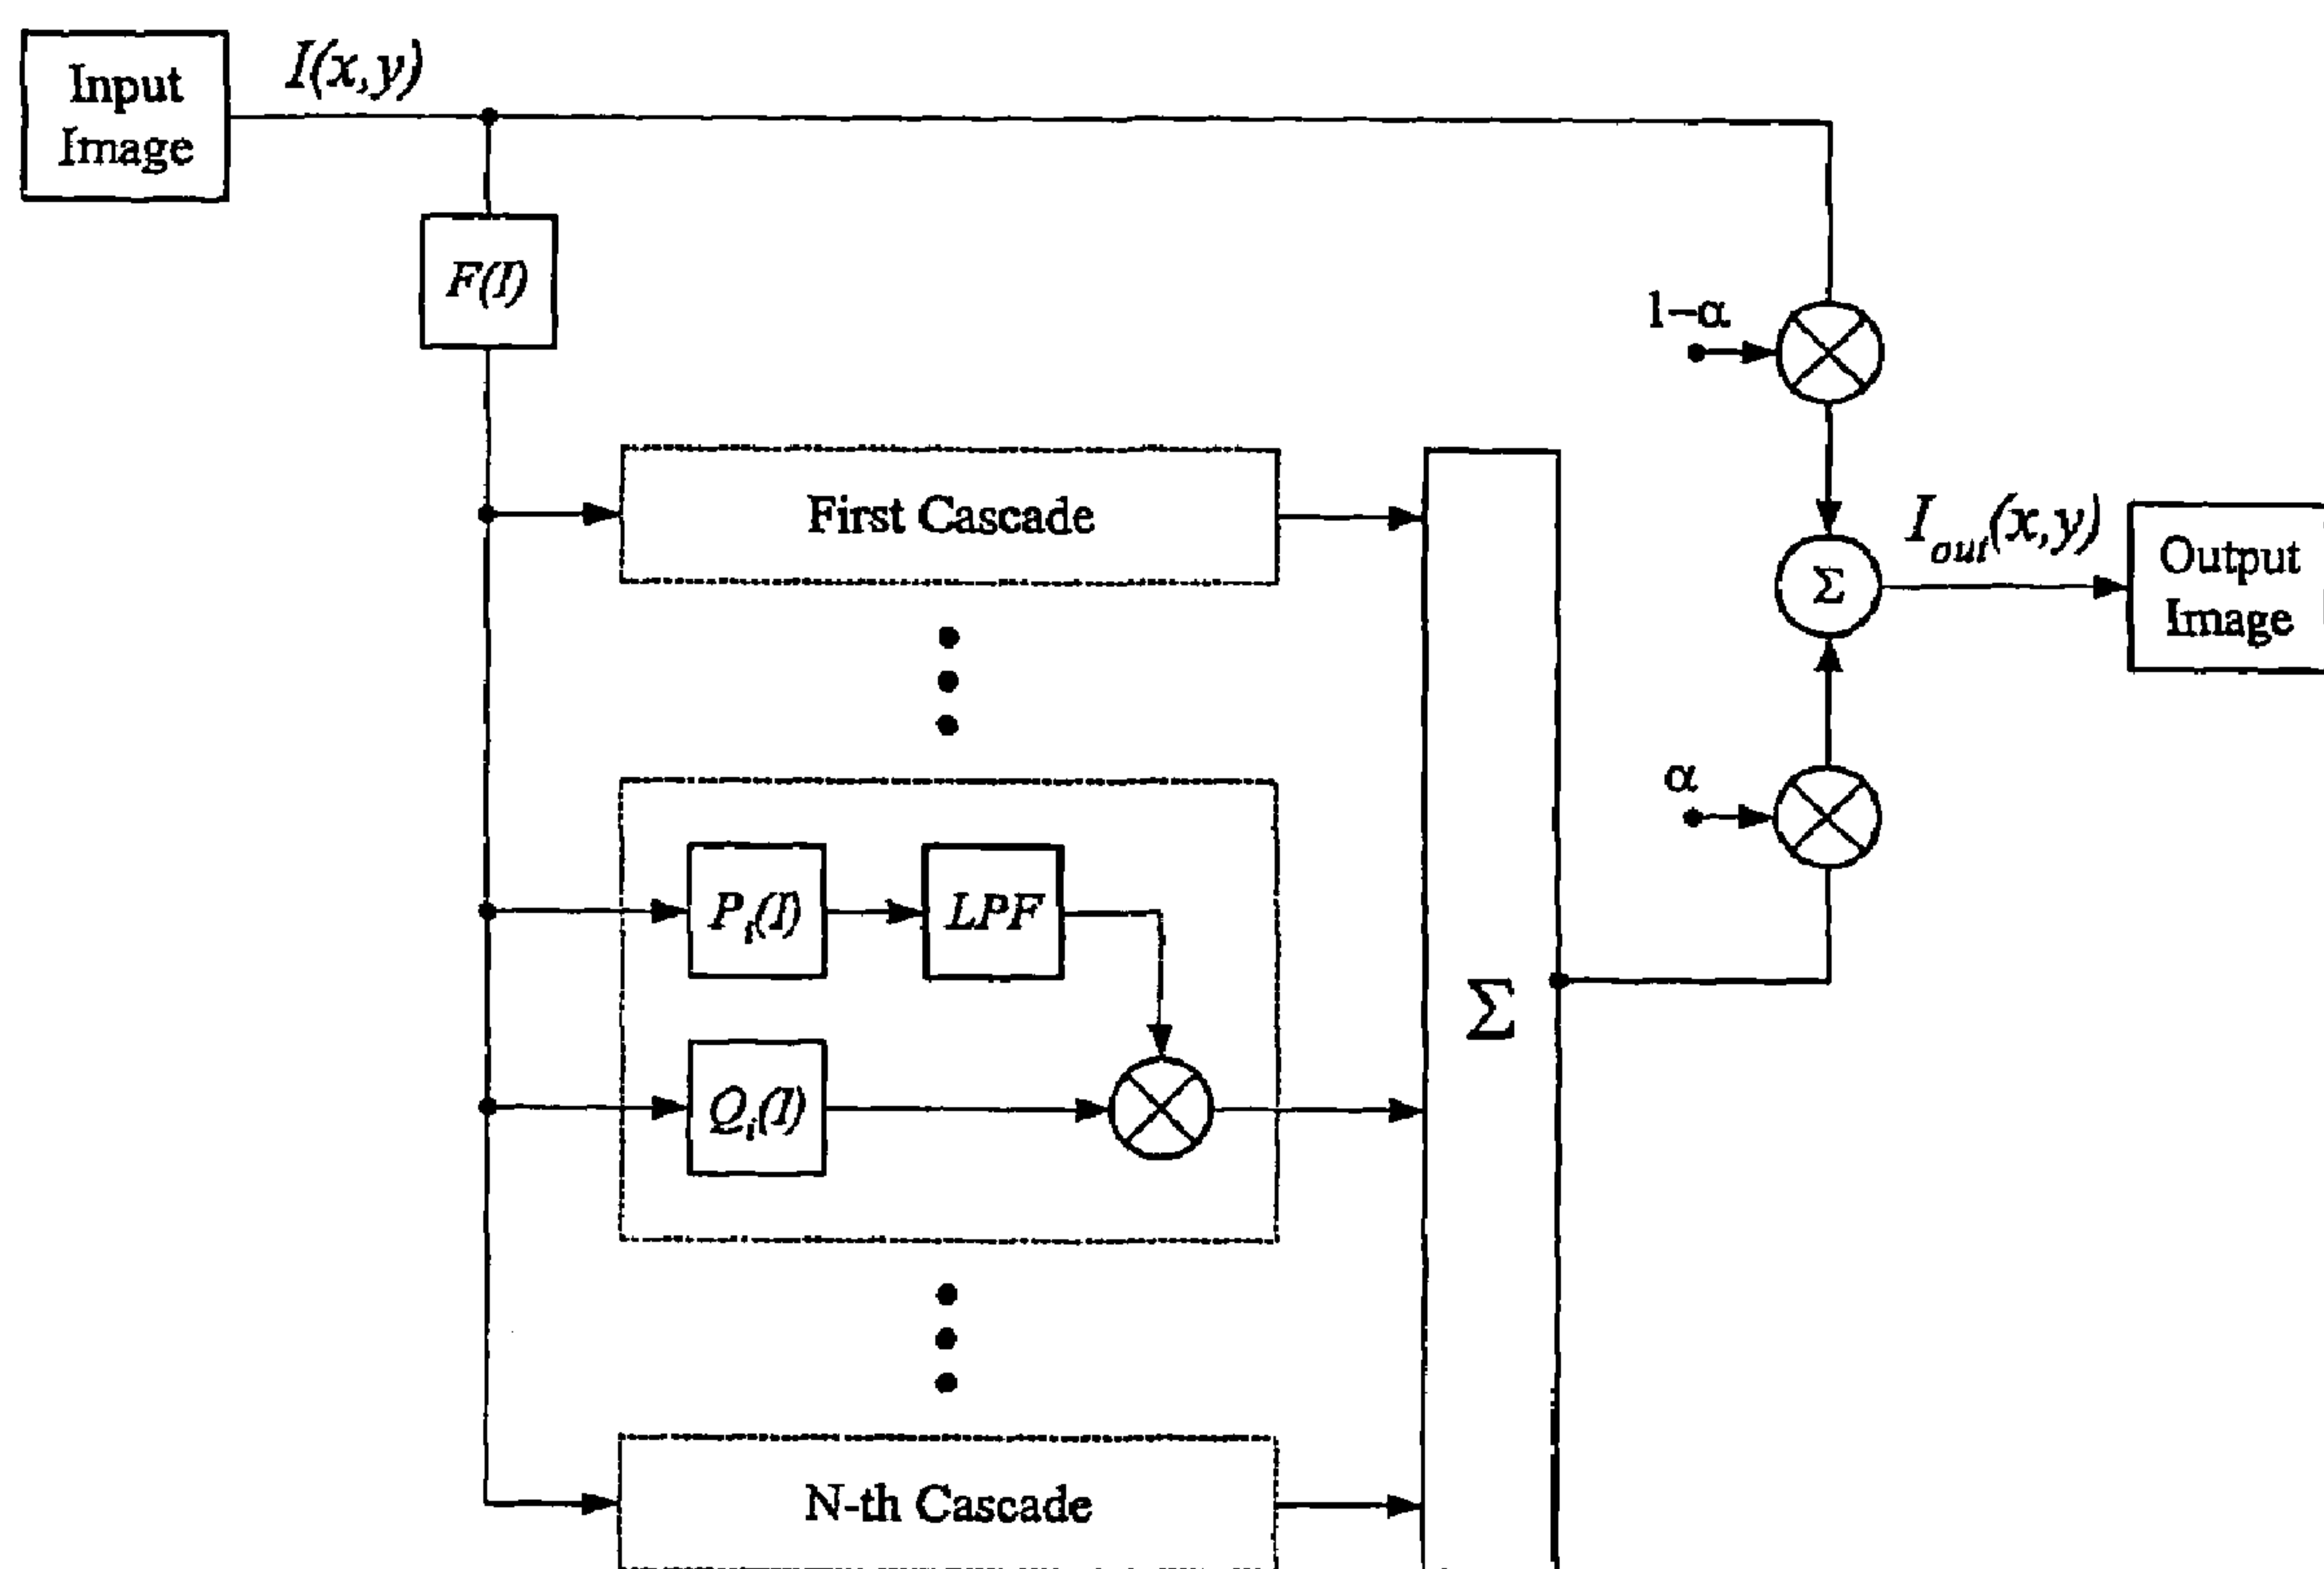 Input
Image
I(x,y)
F(I)
1–α
First Cascade
I_out(x,y)
Output
Image
Σ
α
P_i(I)
LPF
Σ
Q_i(I)
N-th Cascade